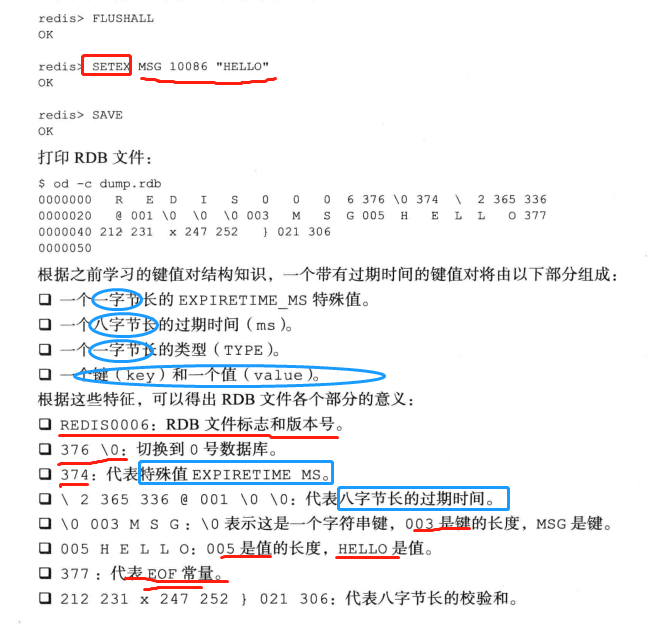 redis> FLUSHALL
OK
redis> SETEX MSG 10086 "HELLO"
OK
redis> SAVE
OK
打印 RDB 文件：
$ od -c dump.rdb
0000000 R E D I S 0 0 0 6 376 \0 374 \ 2 365 336
0000020 @ 001 \0 \0 \0 003 M S G 005 H E L L O 377
0000040 212 231 x 247 252 } 021 306
0000050
根据之前学习的键值对结构知识，一个带有过期时间的键值对将由以下部分组成：
❑ 一个一字节长的 EXPIRETIME_MS 特殊值。
❑ 一个八字节长的过期时间（ms）。
❑ 一个一字节长的类型（TYPE）。
❑ 一个键（key）和一个值（value）。
根据这些特征，可以得出 RDB 文件各个部分的意义：
❑ REDIS0006：RDB 文件标志和版本号。
❑ 376 \0：切换到 0 号数据库。
❑ 374：代表特殊值 EXPIRETIME_MS。
❑ \ 2 365 336 @ 001 \0 \0：代表八字节长的过期时间。
❑ \0 003 M S G：\0 表示这是一个字符串键，003 是键的长度，MSG 是键。
❑ 005 H E L L O：005 是值的长度，HELLO 是值。
❑ 377：代表 EOF 常量。
❑ 212 231 x 247 252 } 021 306：代表八字节长的校验和。